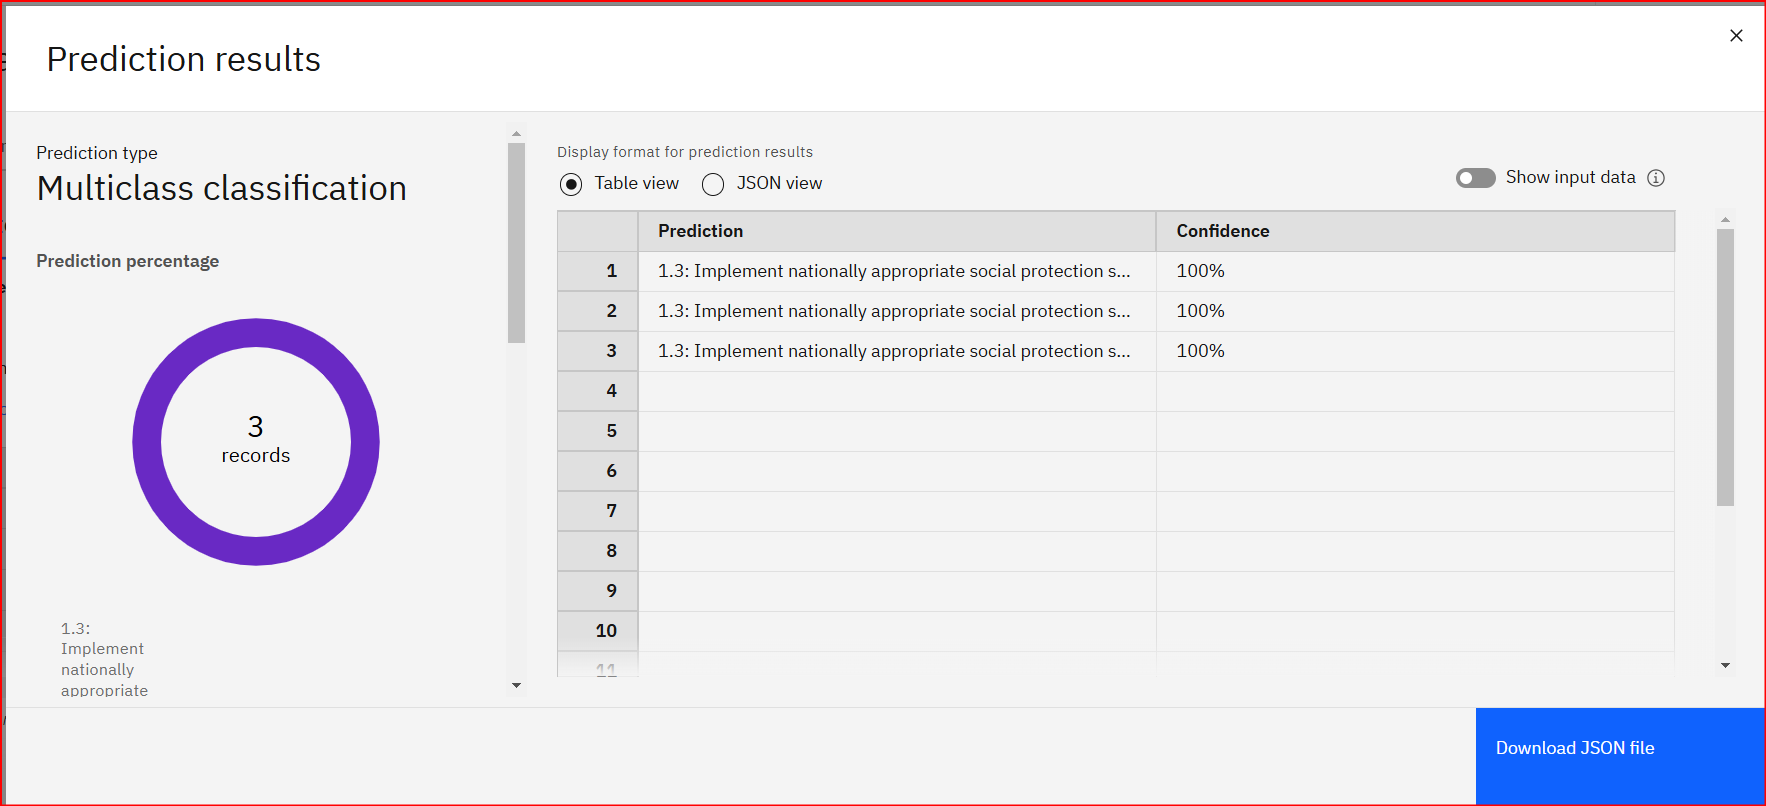 Prediction results
Prediction type
Multiclass classification
Prediction percentage
3
records
1.3:
Implement
nationally
appropriate
Display format for prediction results
Table view
JSON view
Show input data
Prediction
Confidence
1
1.3: Implement nationally appropriate social protection s...
100%
2
1.3: Implement nationally appropriate social protection s...
100%
3
1.3: Implement nationally appropriate social protection s...
100%
4
5
6
7
8
9
10
11
Download JSON file